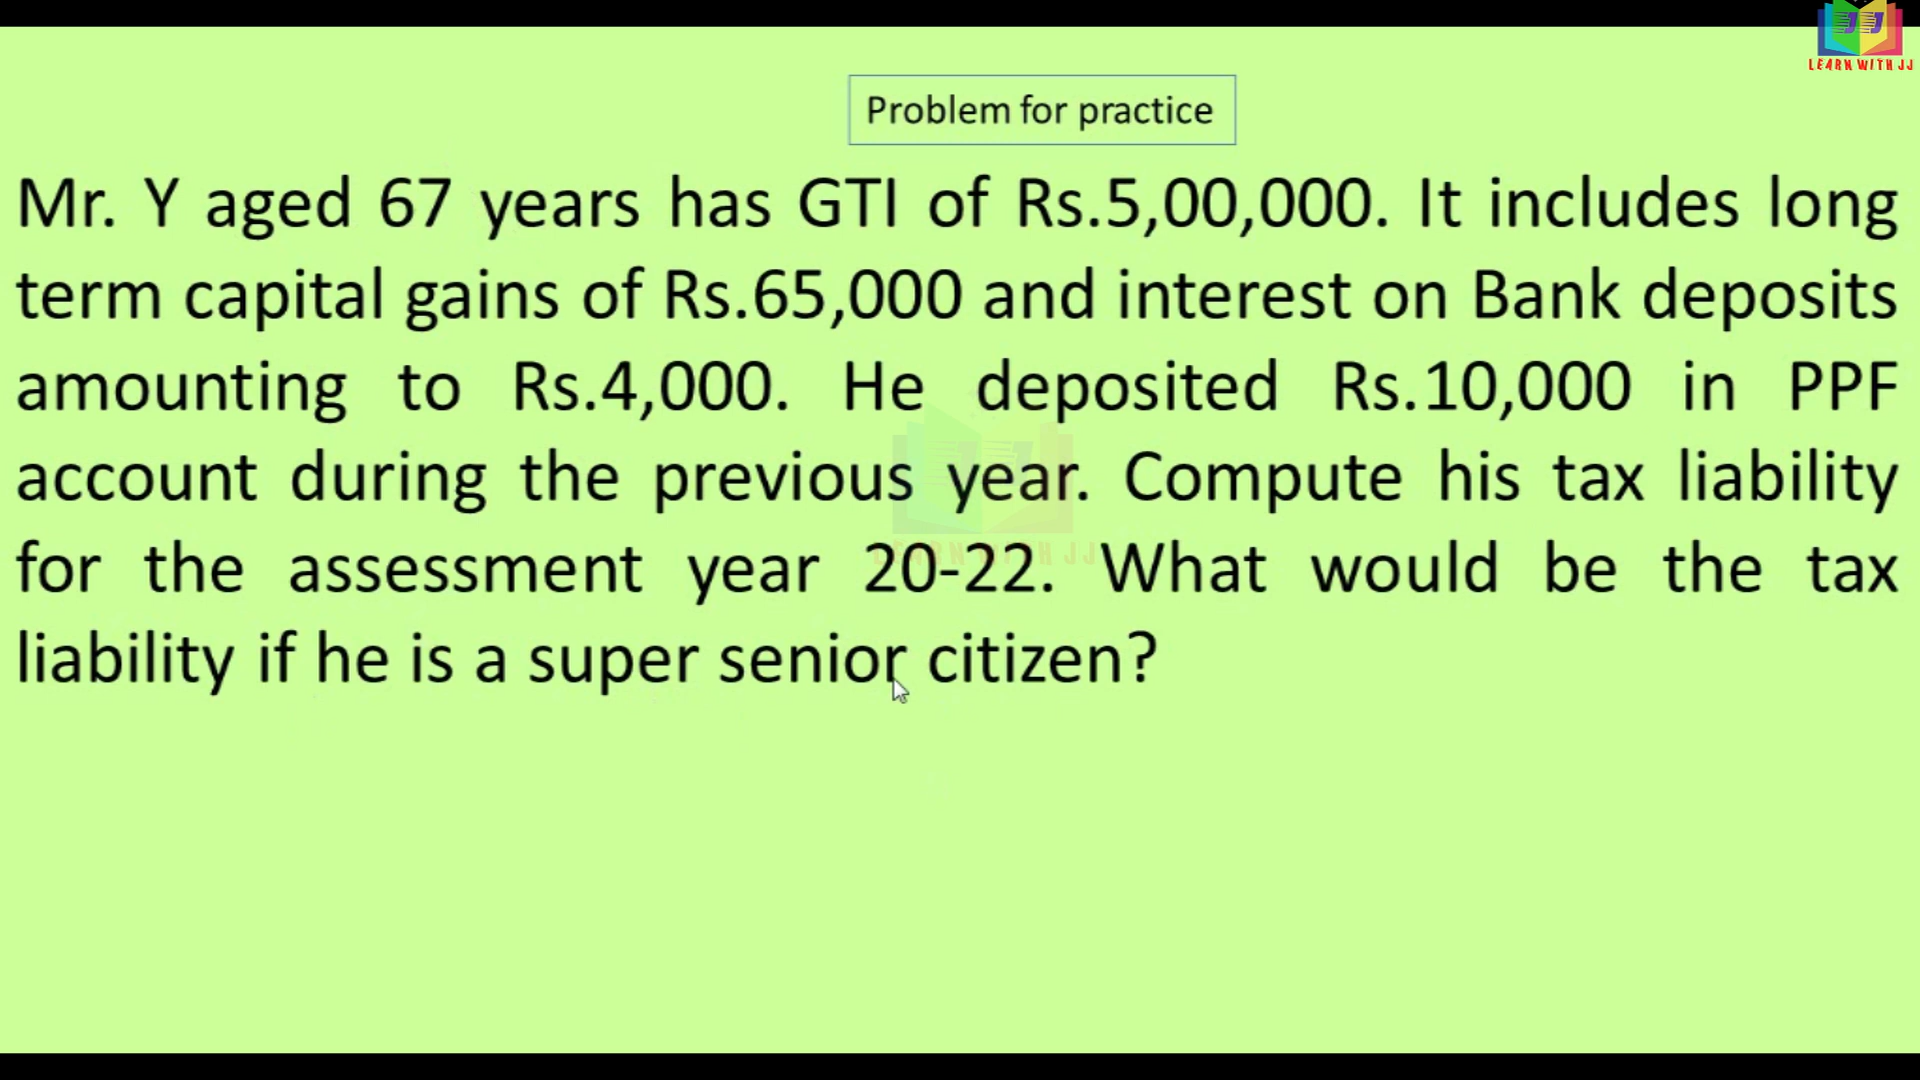 LEARN WITH JJ
Problem for practice
Mr. Y aged 67 years has GTI of Rs.5,00,000. It includes long
term capital gains of Rs.65,000 and interest on Bank deposits
amounting to Rs.4,000. He deposited Rs.10,000 in PPF
account during the previous year. Compute his tax liability
for the assessment year 20-22. What would be the tax
liability if he is a super senior citizen?
LEARN WITH JJ